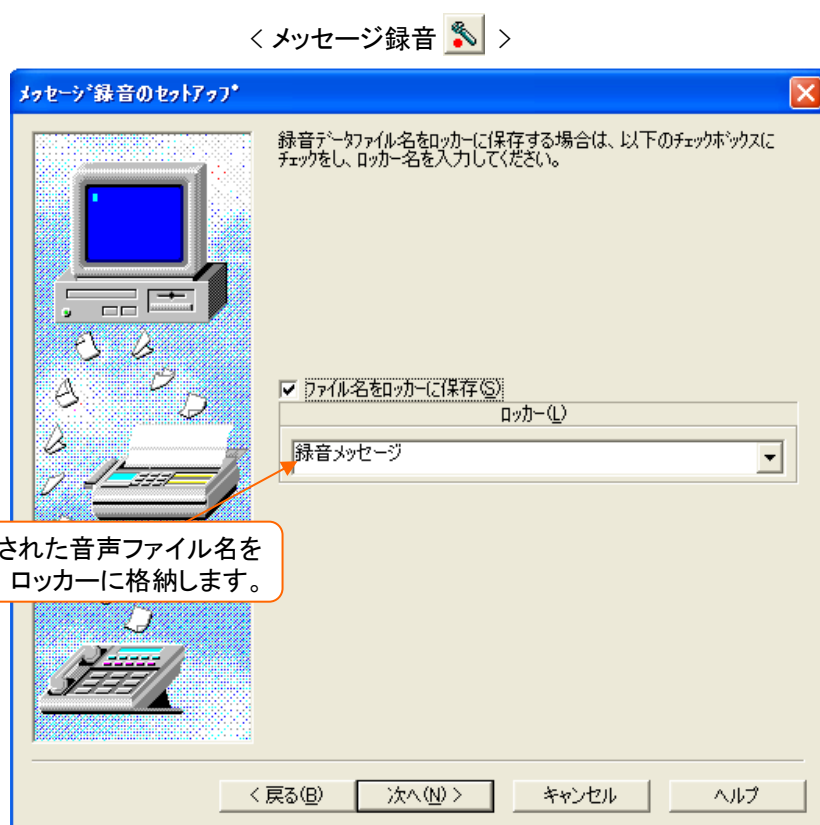 < メッセージ録音 >
メッセージ録音のセットアップ
録音データファイル名をロッカーに保存する場合は、以下のチェックボックスに
チェックをし、ロッカー名を入力してください。
ファイル名をロッカーに保存(S)
ロッカー(L)
録音メッセージ
された音声ファイル名を
ロッカーに格納します。
< 戻る(B) 次へ(N) > キャンセル ヘルプ